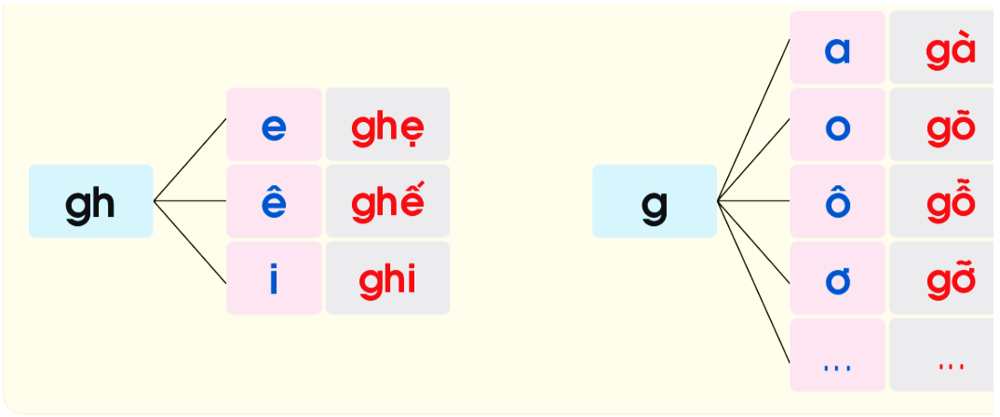 gh
e ghẹ
ê ghế
i ghi
g
a gà
o gõ
ô gỗ
ơ gỡ
... ...